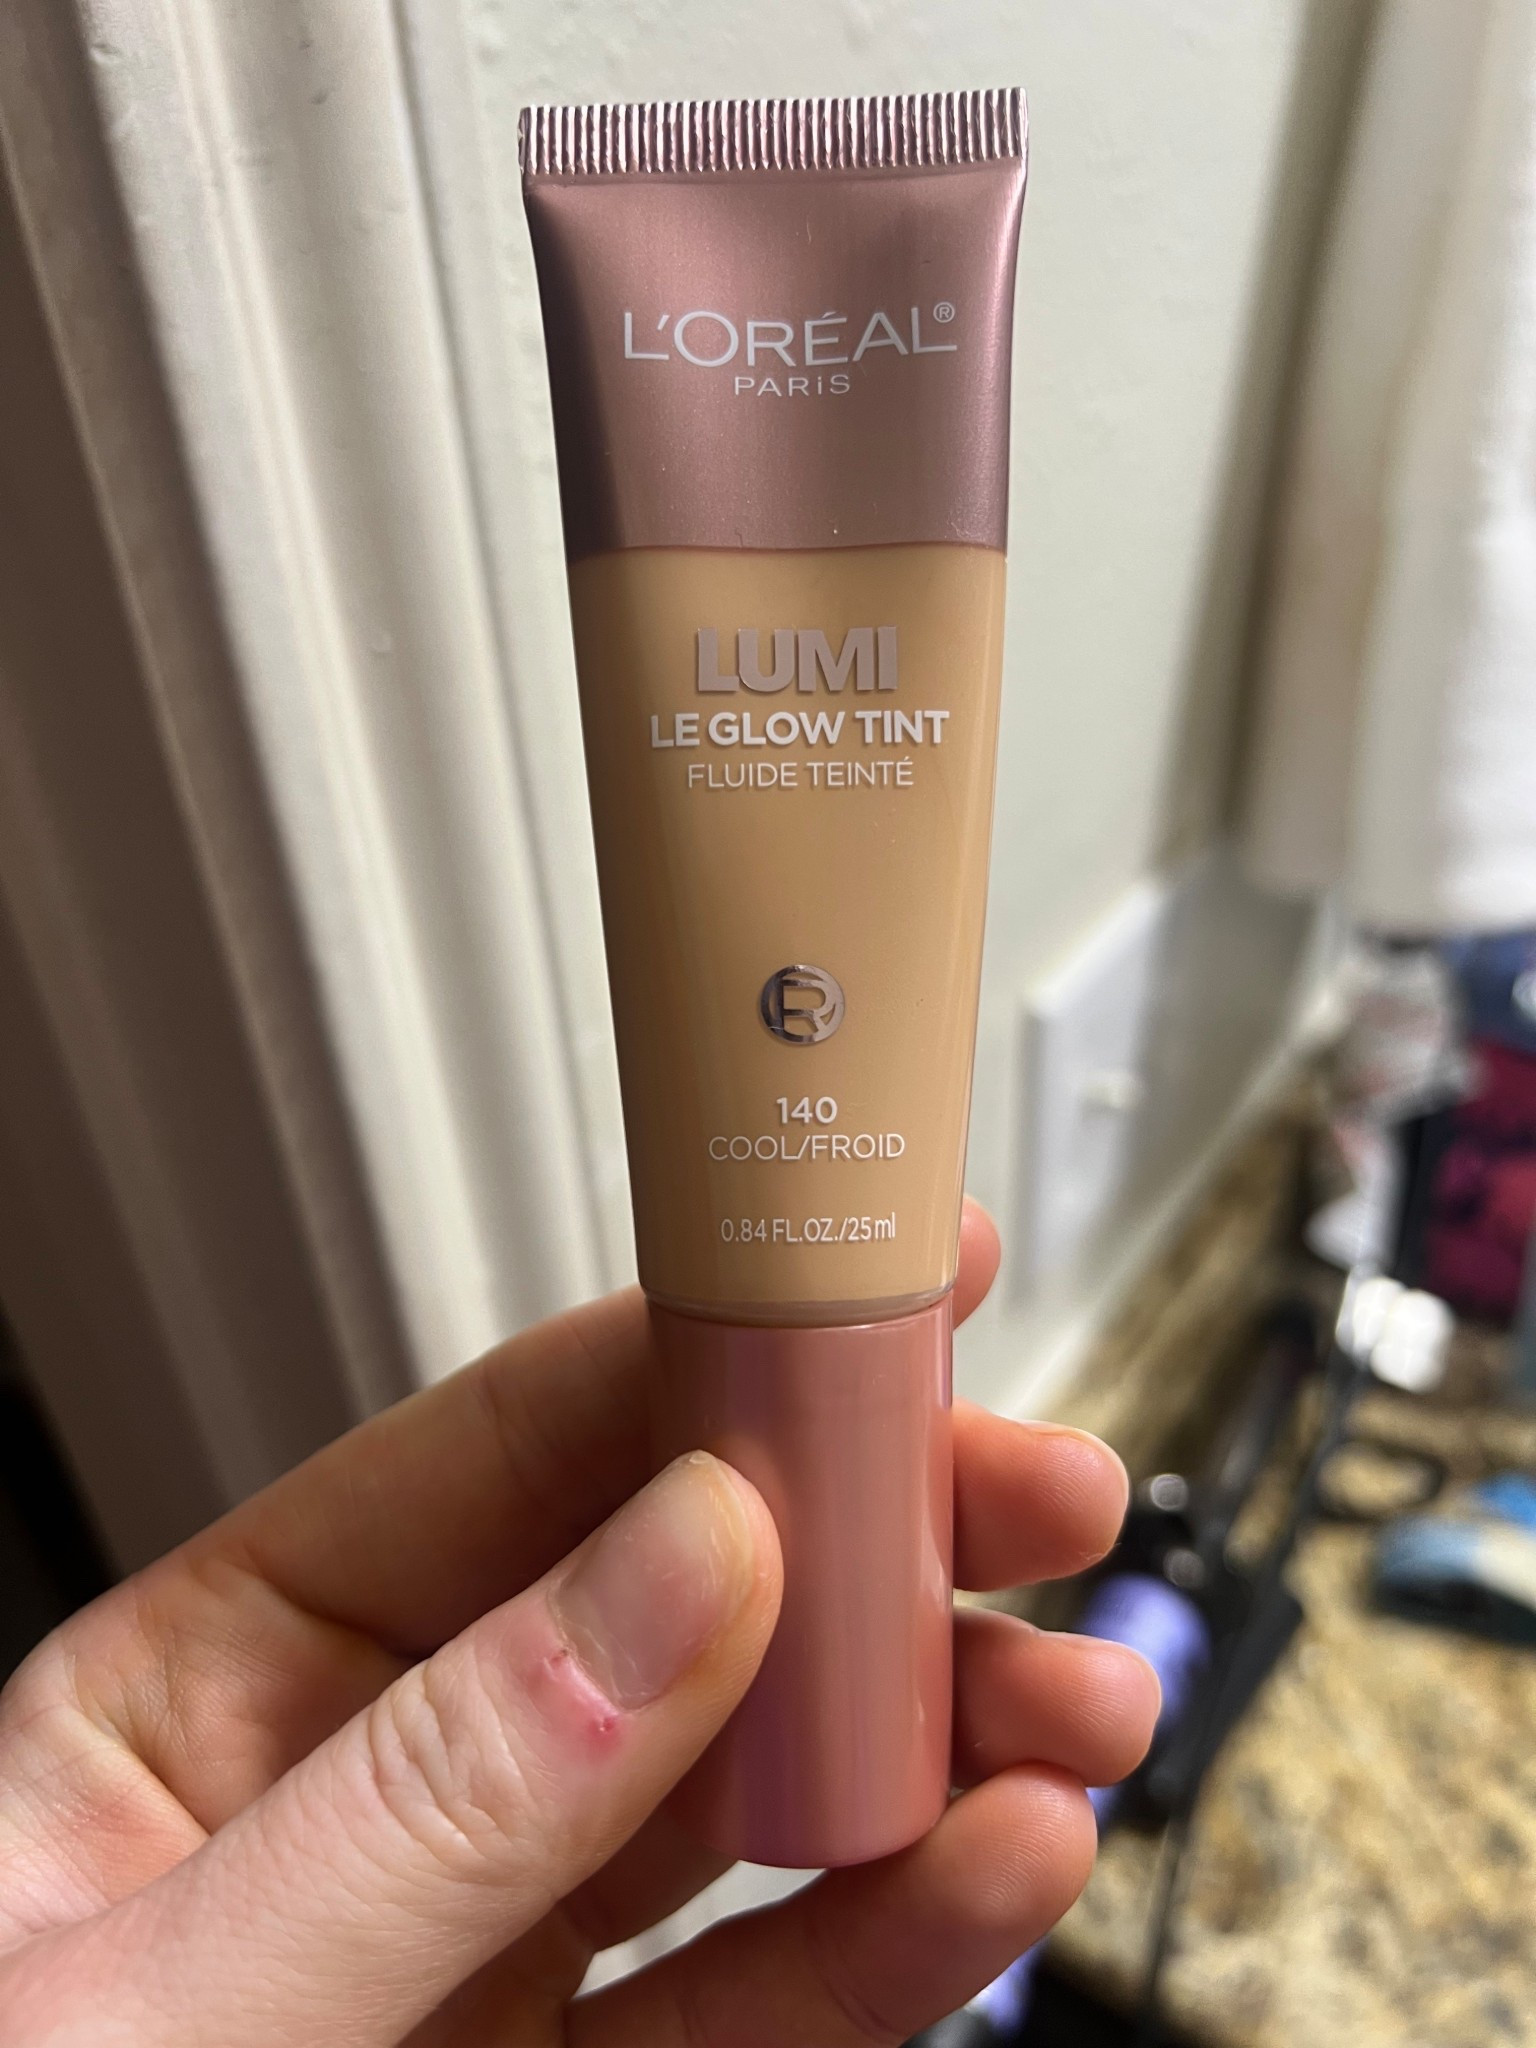 L'ORÉAL®
PARiS
LUMI
LE GLOW TINT
FLUIDE TEINTÉ
R
140
COOL/FROID
0.84 FL.OZ./25ml